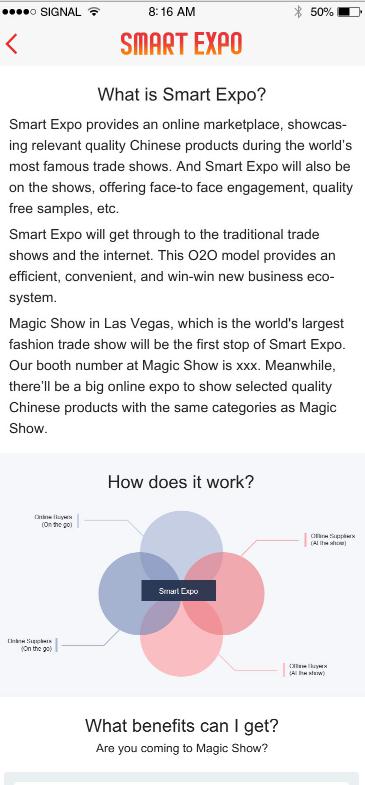 SIGNAL
8:16 AM
50%
SMART EXPO
What is Smart Expo?
Smart Expo provides an online marketplace, showcas-
ing relevant quality Chinese products during the world's
most famous trade shows. And Smart Expo will also be
on the shows, offering face-to face engagement, quality
free samples, etc.
Smart Expo will get through to the traditional trade
shows and the internet. This O2O model provides an
efficient, convenient, and win-win new business eco-
system.
Magic Show in Las Vegas, which is the world's largest
fashion trade show will be the first stop of Smart Expo.
Our booth number at Magic Show is xxx. Meanwhile,
there'll be a big online expo to show selected quality
Chinese products with the same categories as Magic
Show.
How does it work?
Online Buyers
(On the go)
Offline Suppliers
(At the show)
Smart Expo
Online Suppliers
(On the go)
Offline Buyers
(At the show)
What benefits can I get?
Are you coming to Magic Show?